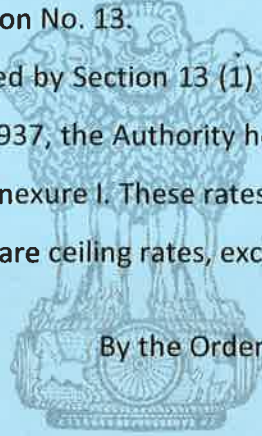 on No. 13.
ed by Section 13 (1)
937, the Authority h
nexure I. These rates
are ceiling rates, exc
By the Order